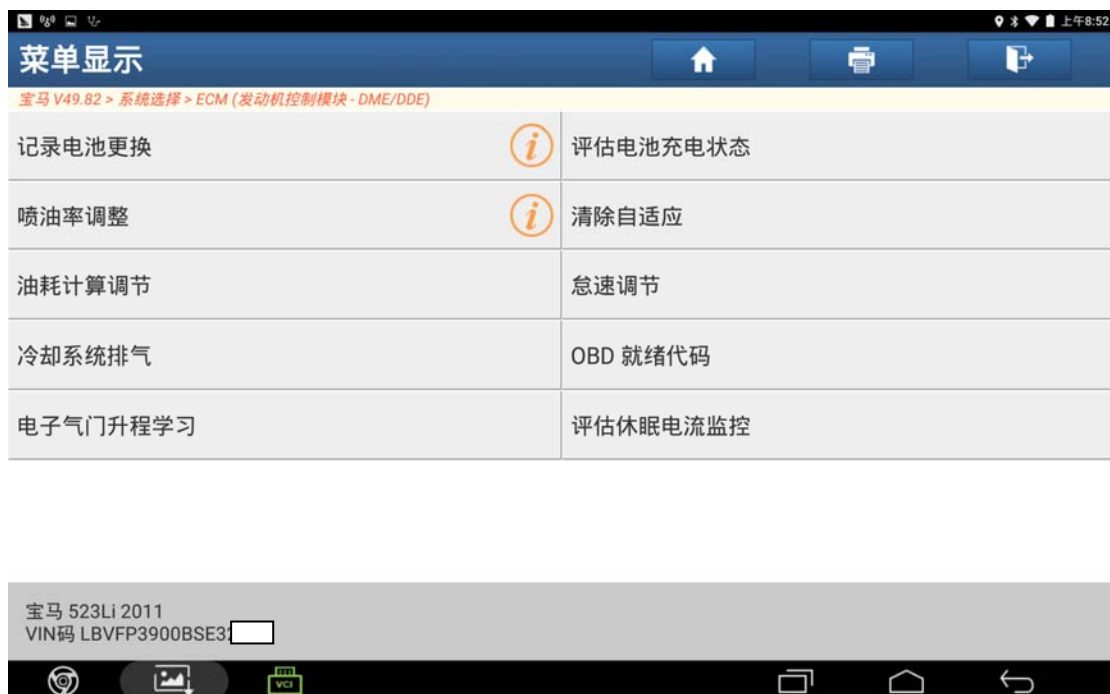 上午8:52
菜单显示
宝马 V49.82 > 系统选择 > ECM (发动机控制模块 - DME/DDE)
记录电池更换
评估电池充电状态
喷油率调整
清除自适应
油耗计算调节
怠速调节
冷却系统排气
OBD 就绪代码
电子气门升程学习
评估休眠电流监控
宝马 523Li 2011
VIN码 LBVFP3900BSE32
VCI